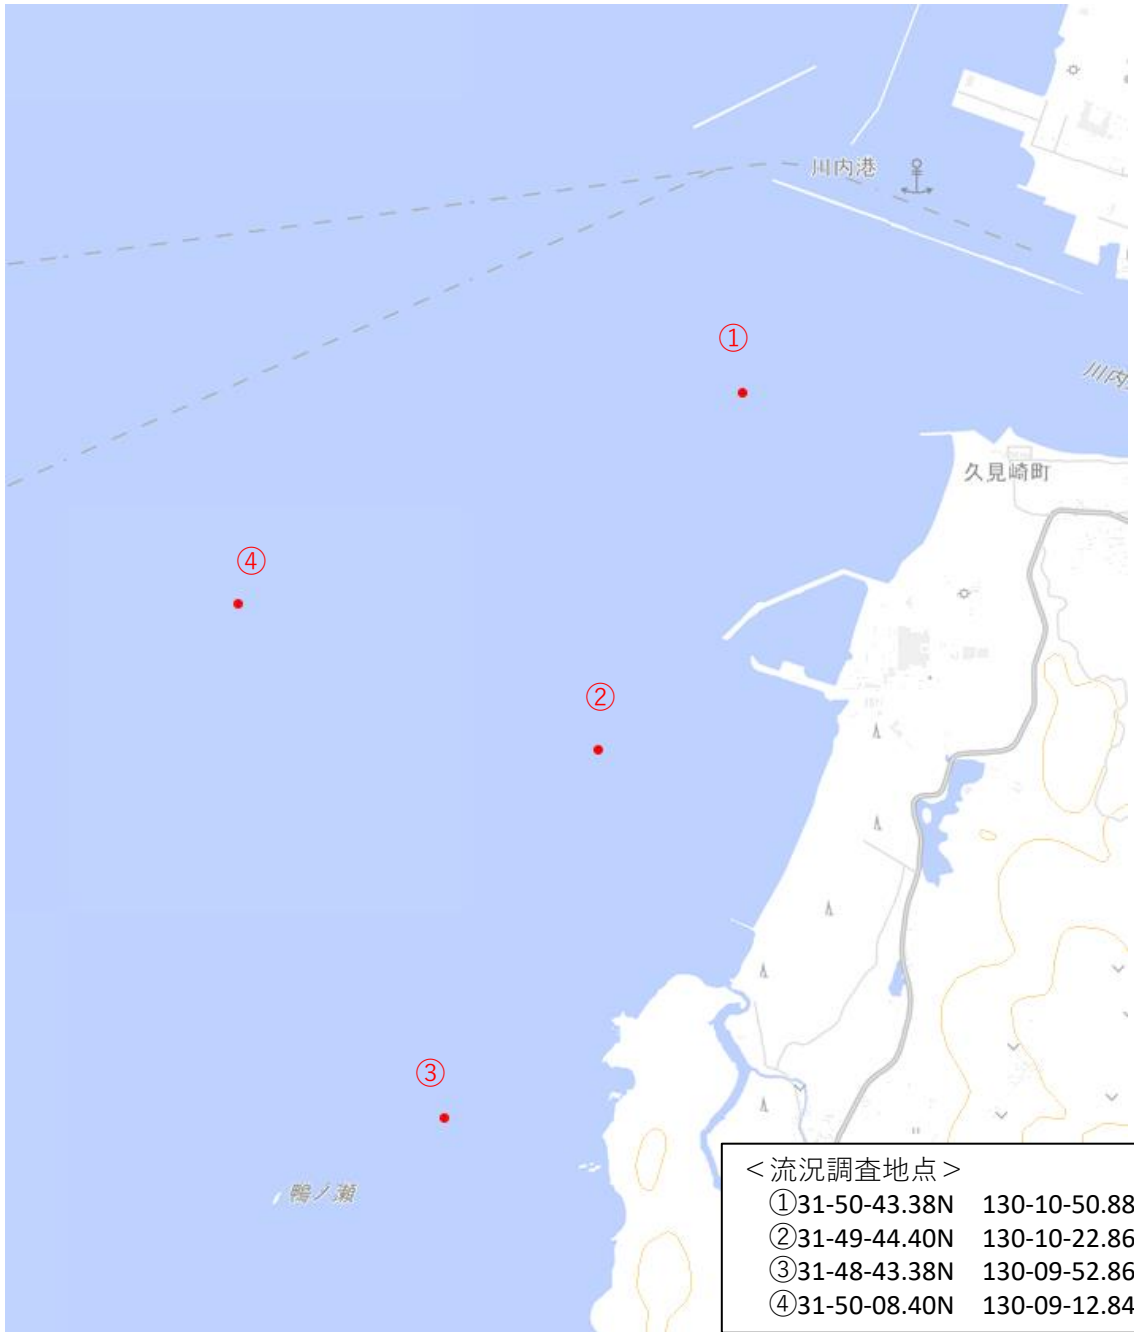 川内港
①
川内
久見崎町
④
②
③
鴨ノ瀬
＜流況調査地点＞
①31-50-43.38N 130-10-50.88
②31-49-44.40N 130-10-22.86
③31-48-43.38N 130-09-52.86
④31-50-08.40N 130-09-12.84